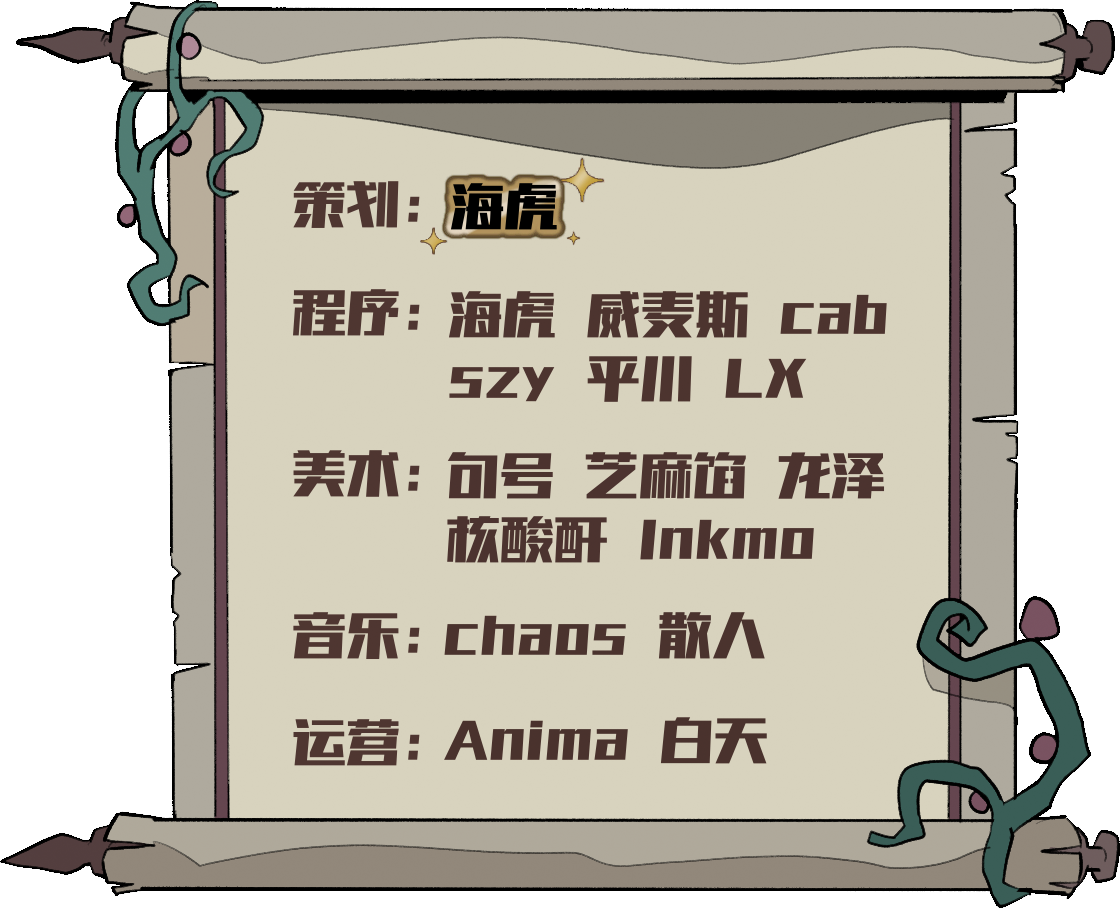 策划：海虎
程序：海虎 威麦斯 cab
szy 平川 LX
美术：句号 芝麻馅 龙泽
核酸酐 Inkmo
音乐：chaos 散人
运营：Anima 白天